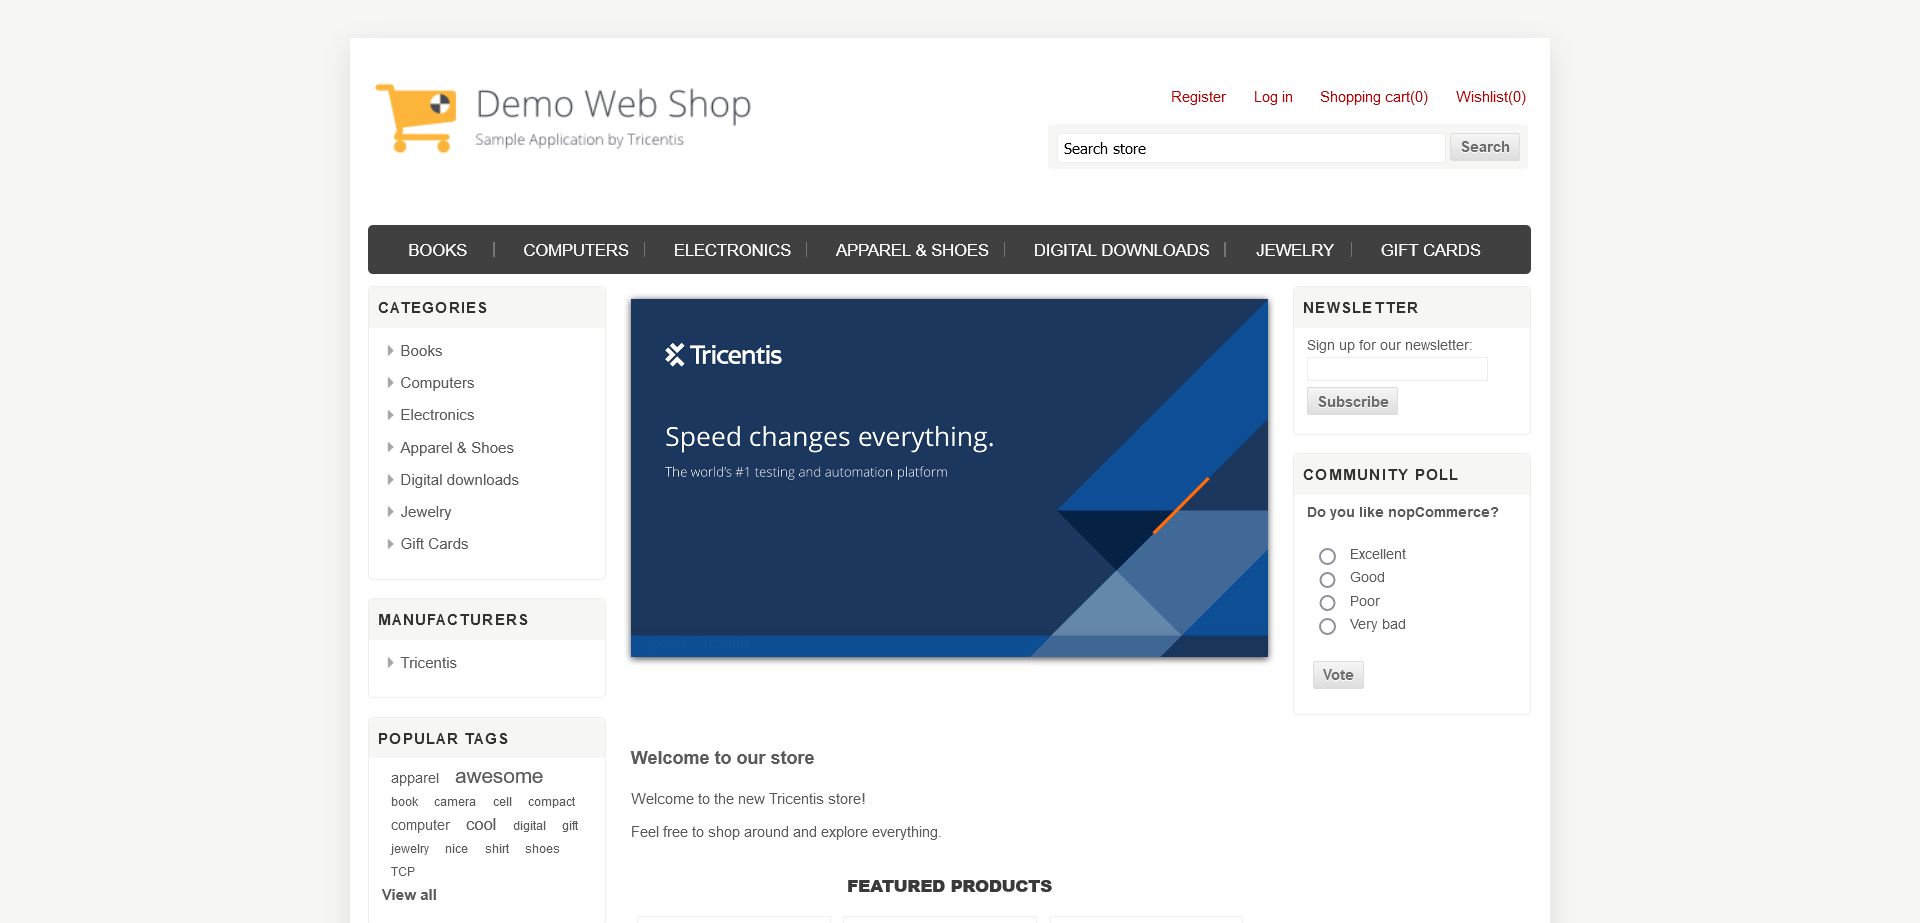 Demo Web Shop
Sample Application by Tricentis
Register Log in Shopping cart(0) Wishlist(0)
Search store Search
BOOKS COMPUTERS ELECTRONICS APPAREL & SHOES DIGITAL DOWNLOADS JEWELRY GIFT CARDS
CATEGORIES
Books
Computers
Electronics
Apparel & Shoes
Digital downloads
Jewelry
Gift Cards
MANUFACTURERS
Tricentis
POPULAR TAGS
apparel awesome
book camera cell compact
computer cool digital gift
jewelry nice shirt shoes
TCP
View all
Tricentis
Speed changes everything.
The world's #1 testing and automation platform
Welcome to our store
Welcome to the new Tricentis store!
Feel free to shop around and explore everything.
FEATURED PRODUCTS
NEWSLETTER
Sign up for our newsletter:
Subscribe
COMMUNITY POLL
Do you like nopCommerce?
Excellent
Good
Poor
Very bad
Vote